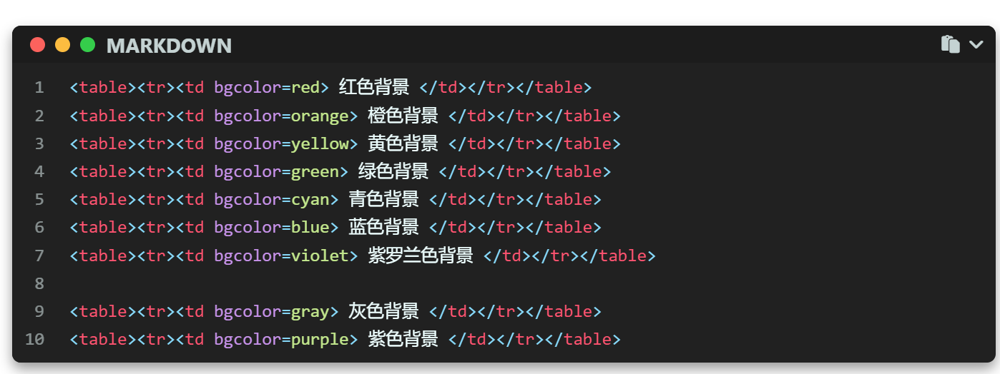 MARKDOWN
1 <table><tr><td bgcolor=red> 红色背景 </td></tr></table>
2 <table><tr><td bgcolor=orange> 橙色背景 </td></tr></table>
3 <table><tr><td bgcolor=yellow> 黄色背景 </td></tr></table>
4 <table><tr><td bgcolor=green> 绿色背景 </td></tr></table>
5 <table><tr><td bgcolor=cyan> 青色背景 </td></tr></table>
6 <table><tr><td bgcolor=blue> 蓝色背景 </td></tr></table>
7 <table><tr><td bgcolor=violet> 紫罗兰色背景 </td></tr></table>
8
9 <table><tr><td bgcolor=gray> 灰色背景 </td></tr></table>
10 <table><tr><td bgcolor=purple> 紫色背景 </td></tr></table>